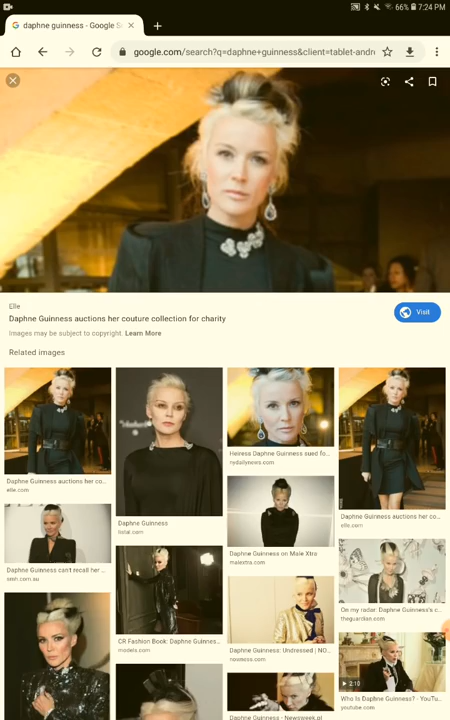 66% 7:24 PM
daphne guinness - Google S
google.com/search?q=daphne+guinness&client=tablet-andr
Elle
Daphne Guinness auctions her couture collection for charity
Visit
Images may be subject to copyright. Learn More
Related images
Daphne Guinness auctions her co...
elle.com
Daphne Guinness
listal.com
Heiress Daphne Guinness sued fo...
nydailynews.com
Daphne Guinness auctions her co...
elle.com
Daphne Guinness can't recall her ...
smh.com.au
Daphne Guinness on Maie Xtra
maiextra.com
On my radar: Daphne Guinness's c...
theguardian.com
CR Fashion Book: Daphne Guinnes...
models.com
Daphne Guinness: Undressed | NO...
nowness.com
2:10
Who Is Daphne Guinness? - YouTu...
youtube.com
Daphne Guinness - Newsweek.pl